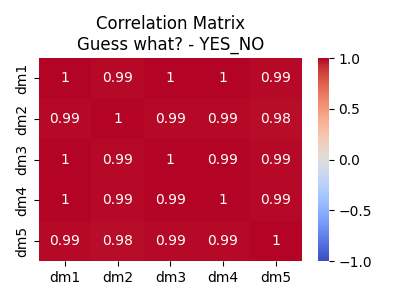 Correlation Matrix
Guess what? - YES_NO
dm1 1 0.99 1 1 0.99
dm2 0.99 1 0.99 0.99 0.98
dm3 1 0.99 1 0.99 0.99
dm4 1 0.99 0.99 1 0.99
dm5 0.99 0.98 0.99 0.99 1
dm1 dm2 dm3 dm4 dm5
1.0
0.5
0.0
−0.5
−1.0